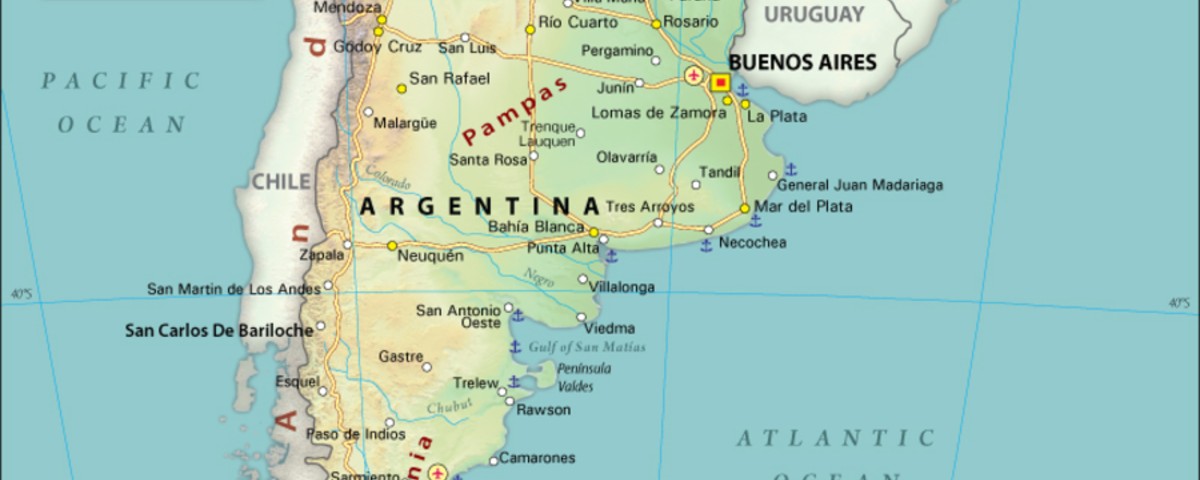 Mendoza
Río Cuarto
Rosario
URUGUAY
Godoy Cruz
San Luis
Pergamino
BUENOS AIRES
PACIFIC
OCEAN
San Rafael
Junín
Pampas
Lomas de Zamora
La Plata
Malargüe
Trenque
Lauquen
Santa Rosa
Olavarría
Tandil
CHILE
Colorado
General Juan Madariaga
ARGENTINA
Tres Arroyos
Mar del Plata
Bahía Blanca
Punta Alta
Necochea
Zapala
Neuquén
San Martin de Los Andes
Negro
Villalonga
40°S
40°S
San Antonio
Oeste
San Carlos De Bariloche
Viedma
Gulf of San Matías
Gastre
Península
Valdes
Esquel
Trelew
Chubut
Rawson
Paso de Indios
ATLANTIC
OCEAN
Camarones
Sarmiento
d
n
A
nia